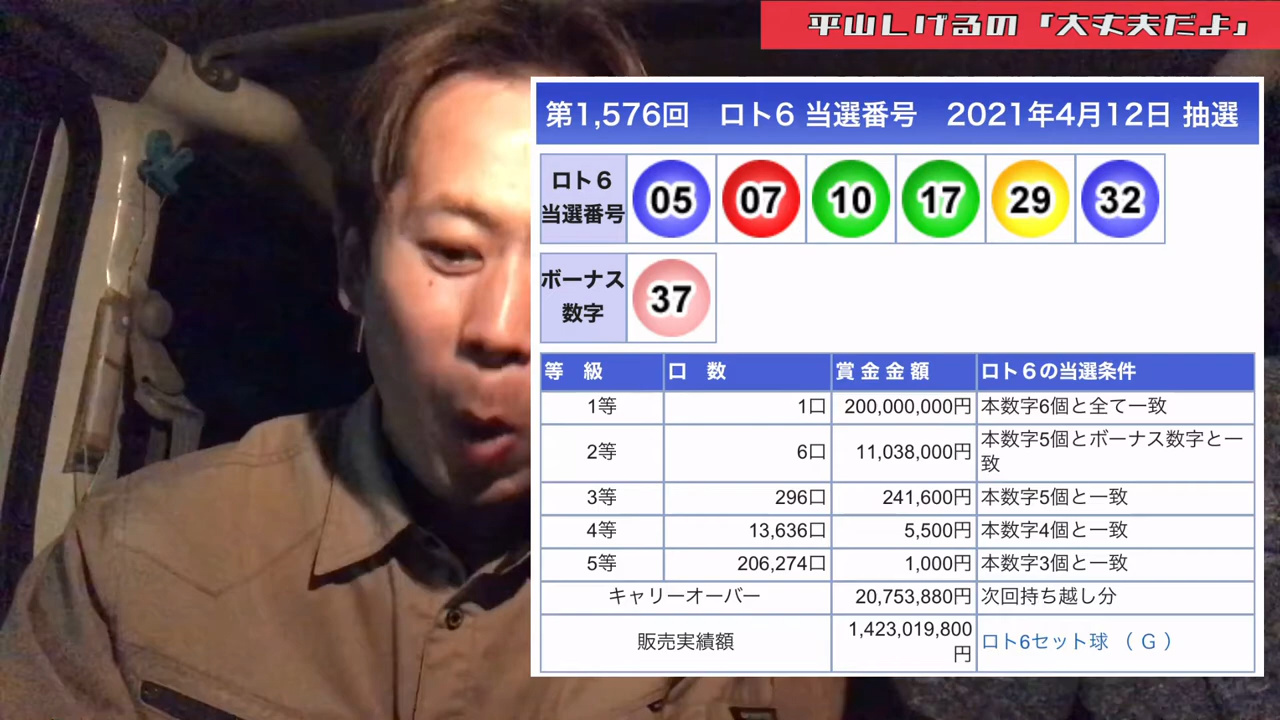 平山しげるの「大丈夫だよ」
第1,576回 ロト6 当選番号 2021年4月12日 抽選
ロト6
当選番号 05 07 10 17 29 32
ボーナス
数字 37
等 級 口 数 賞金金額 ロト6の当選条件
1等 1口 200,000,000円 本数字6個と全て一致
2等 6口 11,038,000円 本数字5個とボーナス数字と一
致
3等 296口 241,600円 本数字5個と一致
4等 13,636口 5,500円 本数字4個と一致
5等 206,274口 1,000円 本数字3個と一致
キャリーオーバー 20,753,880円 次回持ち越し分
販売実績額 1,423,019,800
円 ロト6セット球 ( G )